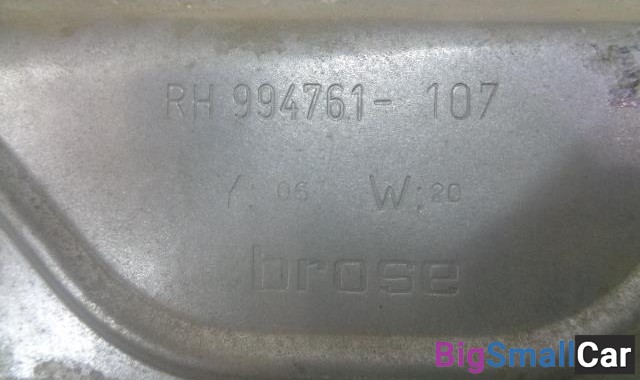 RH 994761- 107
Y: 06 W: 20
brose
BigSmallCar